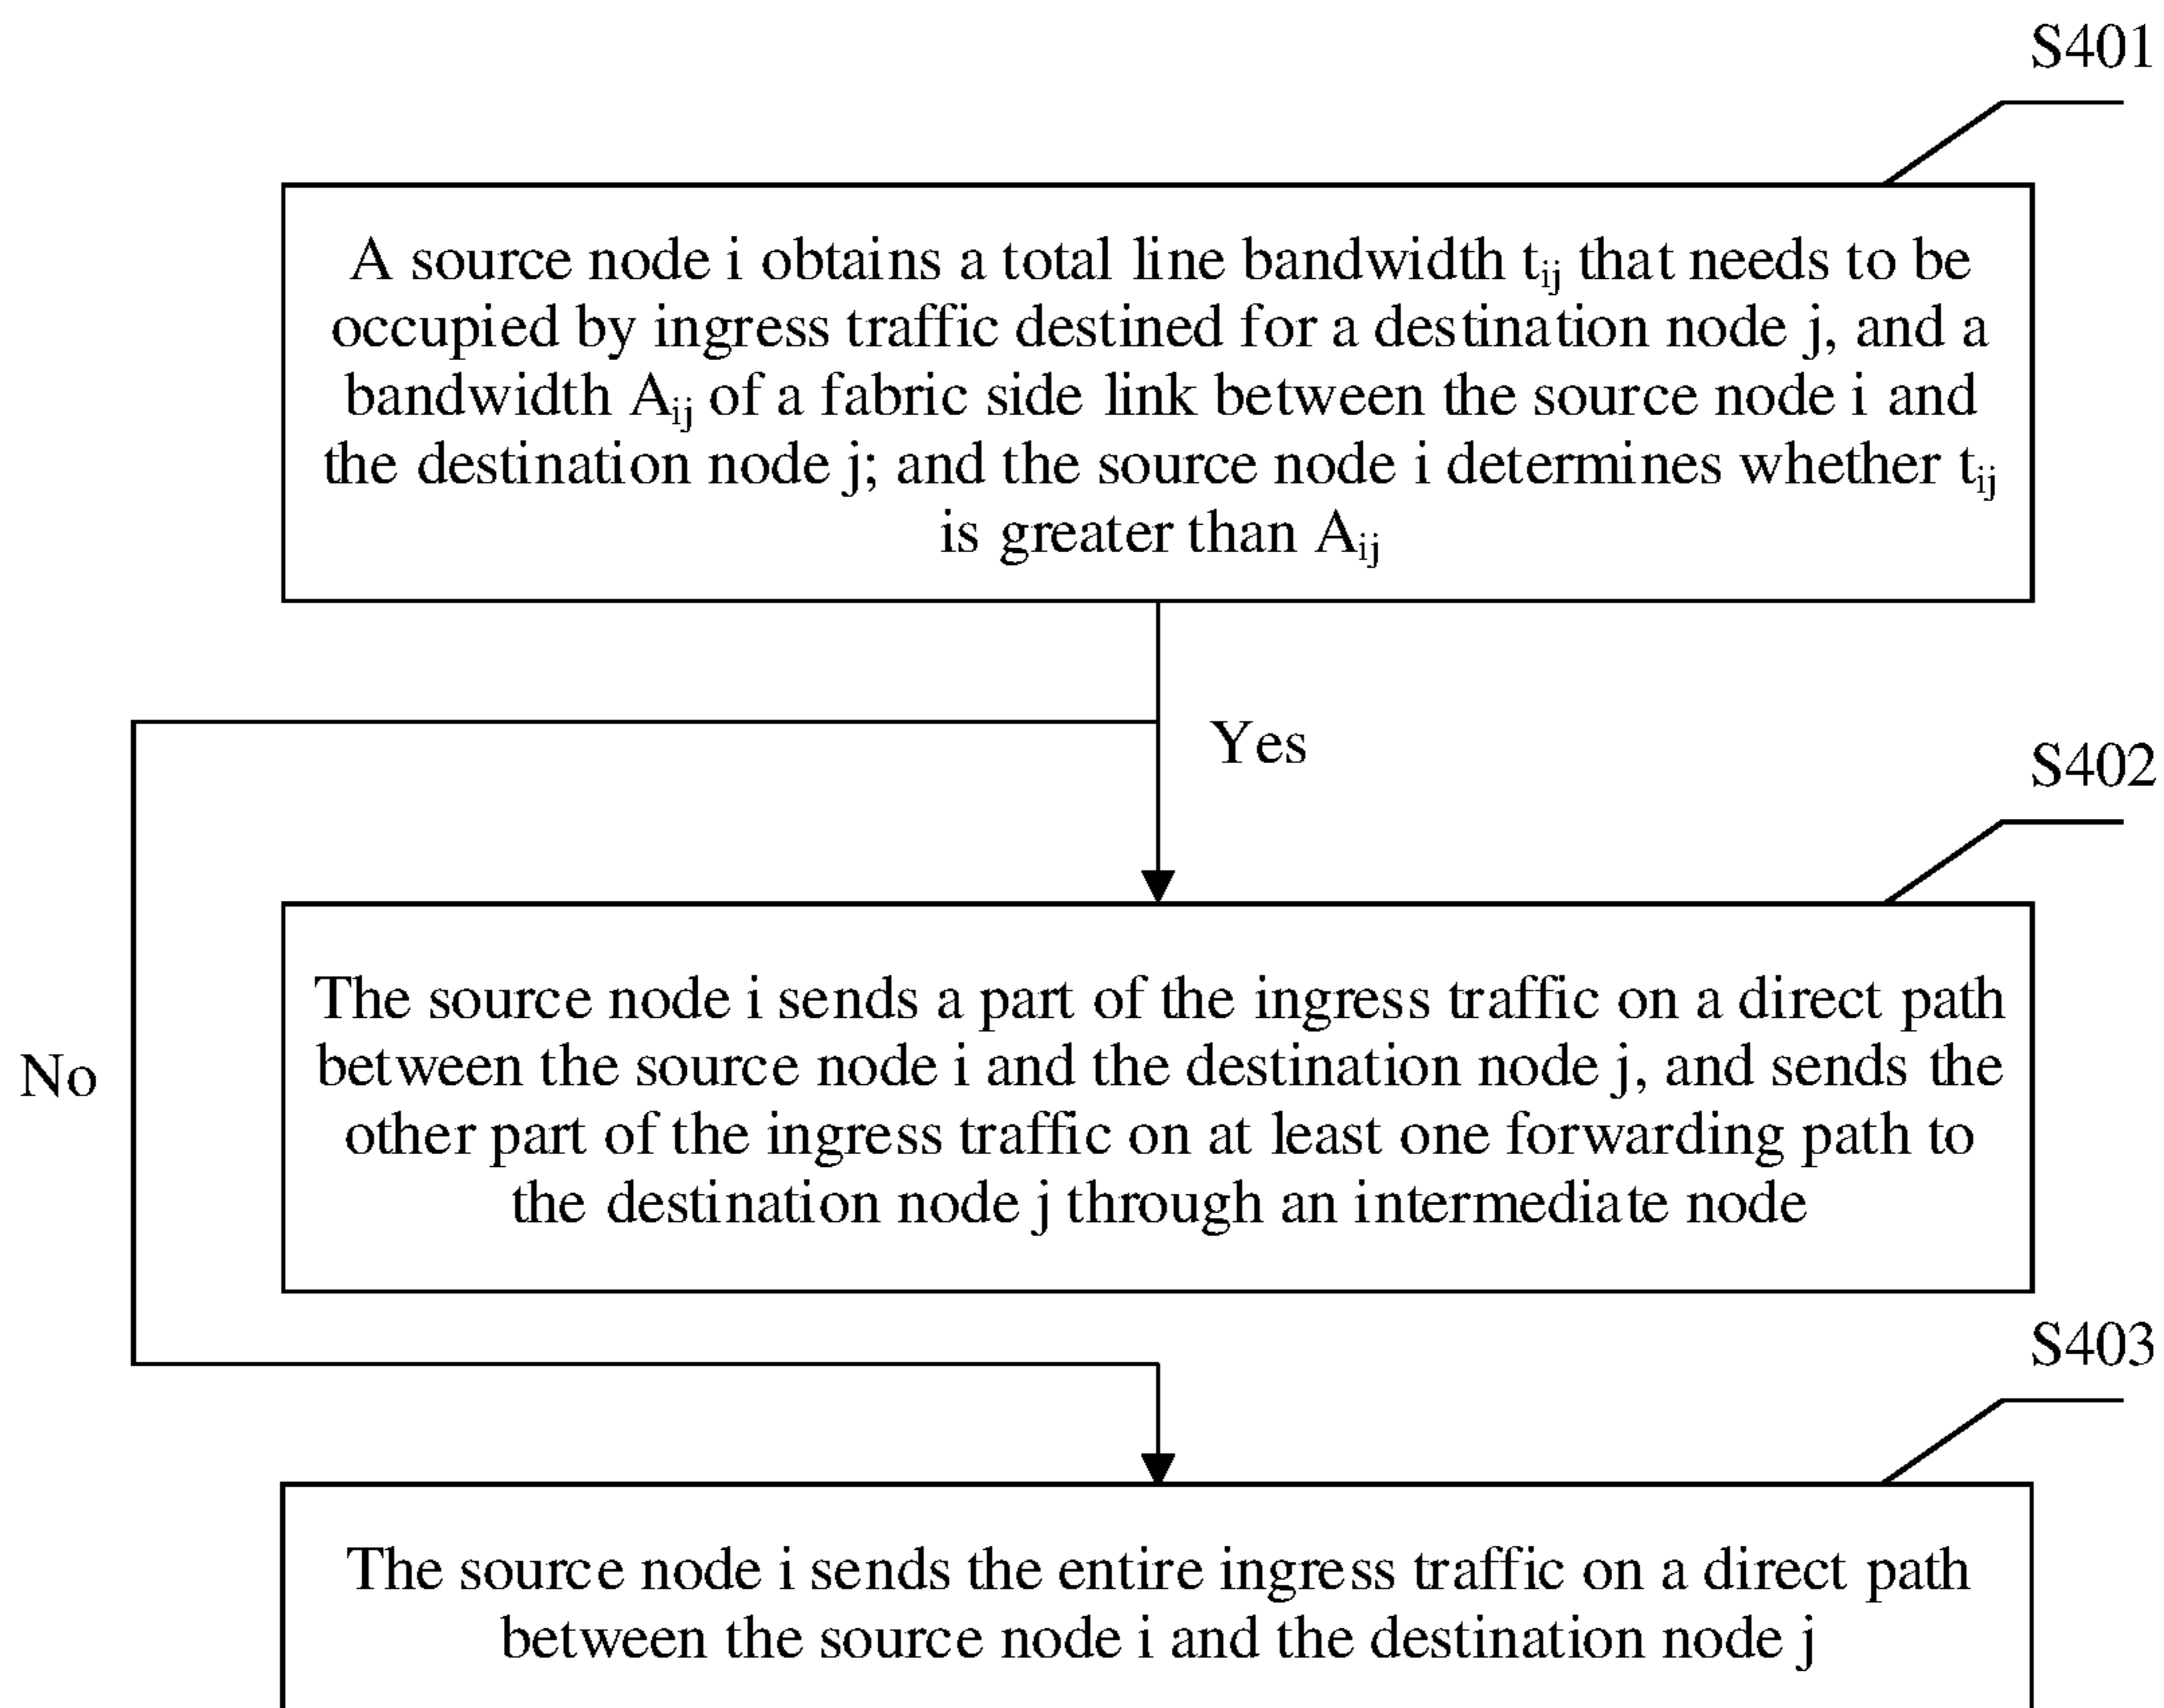 S401
A source node i obtains a total line bandwidth tij that needs to be
occupied by ingress traffic destined for a destination node j, and a
bandwidth Aij of a fabric side link between the source node i and
the destination node j; and the source node i determines whether tij
is greater than Aij
Yes
S402
The source node i sends a part of the ingress traffic on a direct path
between the source node i and the destination node j, and sends the
other part of the ingress traffic on at least one forwarding path to
the destination node j through an intermediate node
No
S403
The source node i sends the entire ingress traffic on a direct path
between the source node i and the destination node j